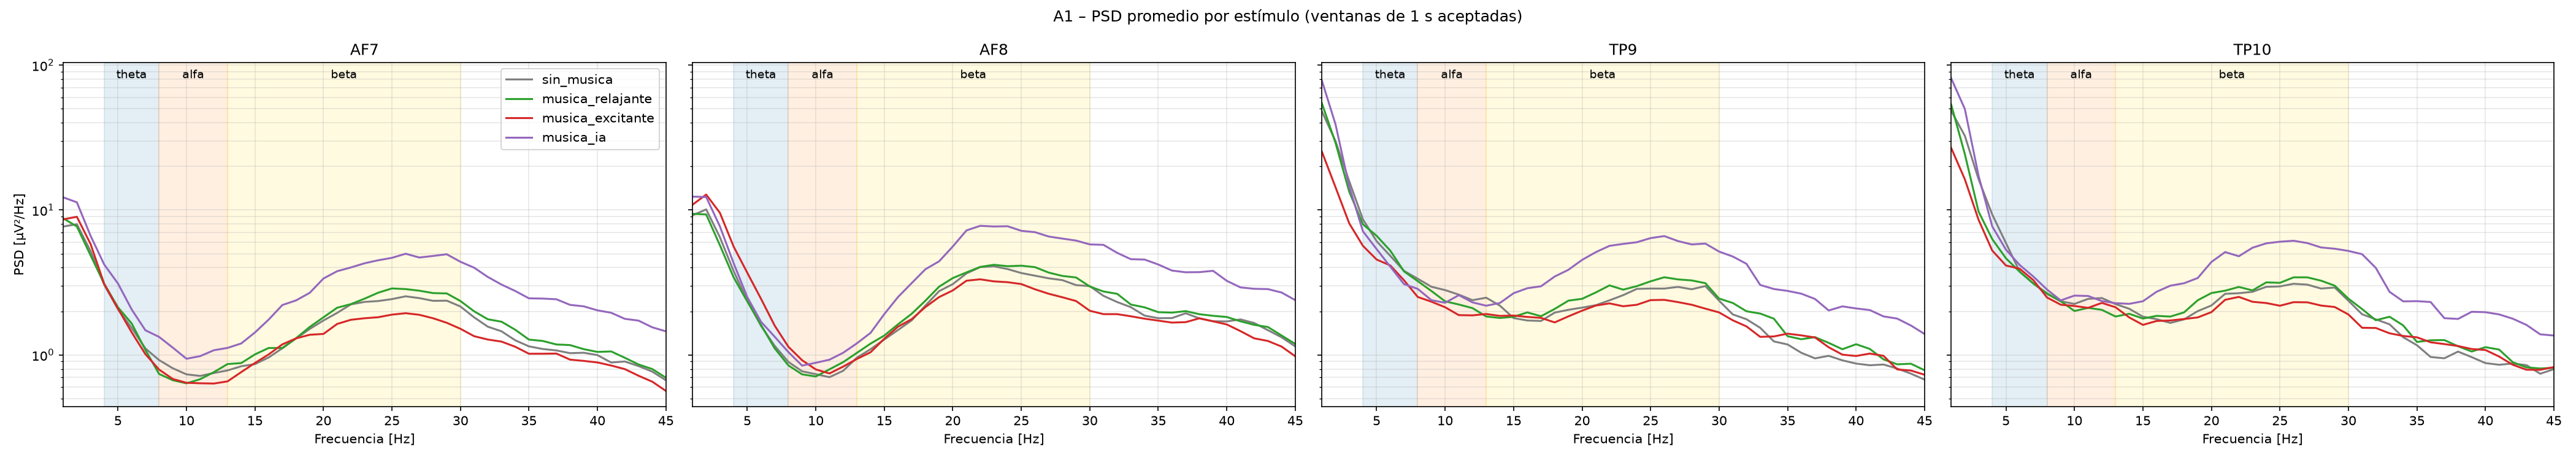 A1 – PSD promedio por estímulo (ventanas de 1 s aceptadas)
AF7
AF8
TP9
TP10
theta alfa beta
theta alfa beta
theta alfa beta
theta alfa beta
sin_musica
musica_relajante
musica_excitante
musica_ia
PSD [µV²/Hz]
10²
10¹
10⁰
5 10 15 20 25 30 35 40 45
5 10 15 20 25 30 35 40 45
5 10 15 20 25 30 35 40 45
5 10 15 20 25 30 35 40 45
Frecuencia [Hz]
Frecuencia [Hz]
Frecuencia [Hz]
Frecuencia [Hz]